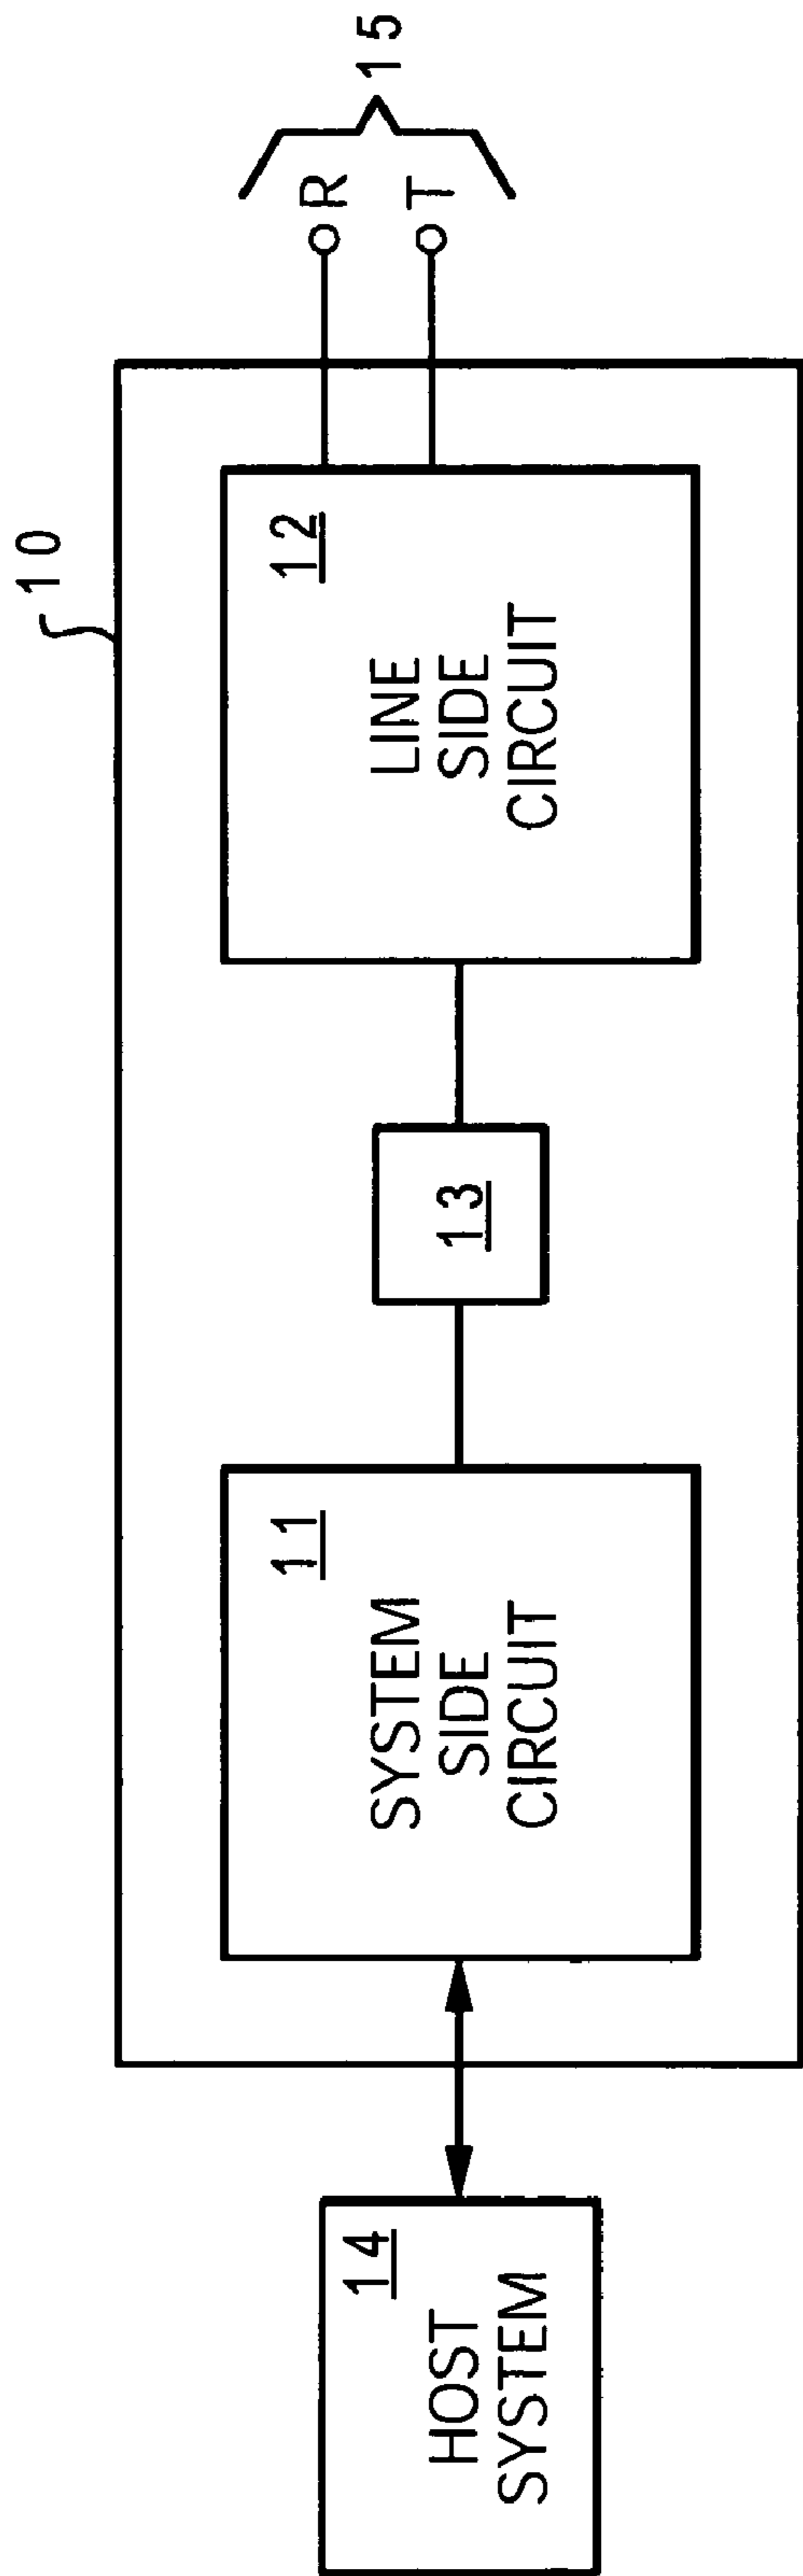 10
14
HOST
SYSTEM
11
SYSTEM
SIDE
CIRCUIT
13
12
LINE
SIDE
CIRCUIT
R
T
15